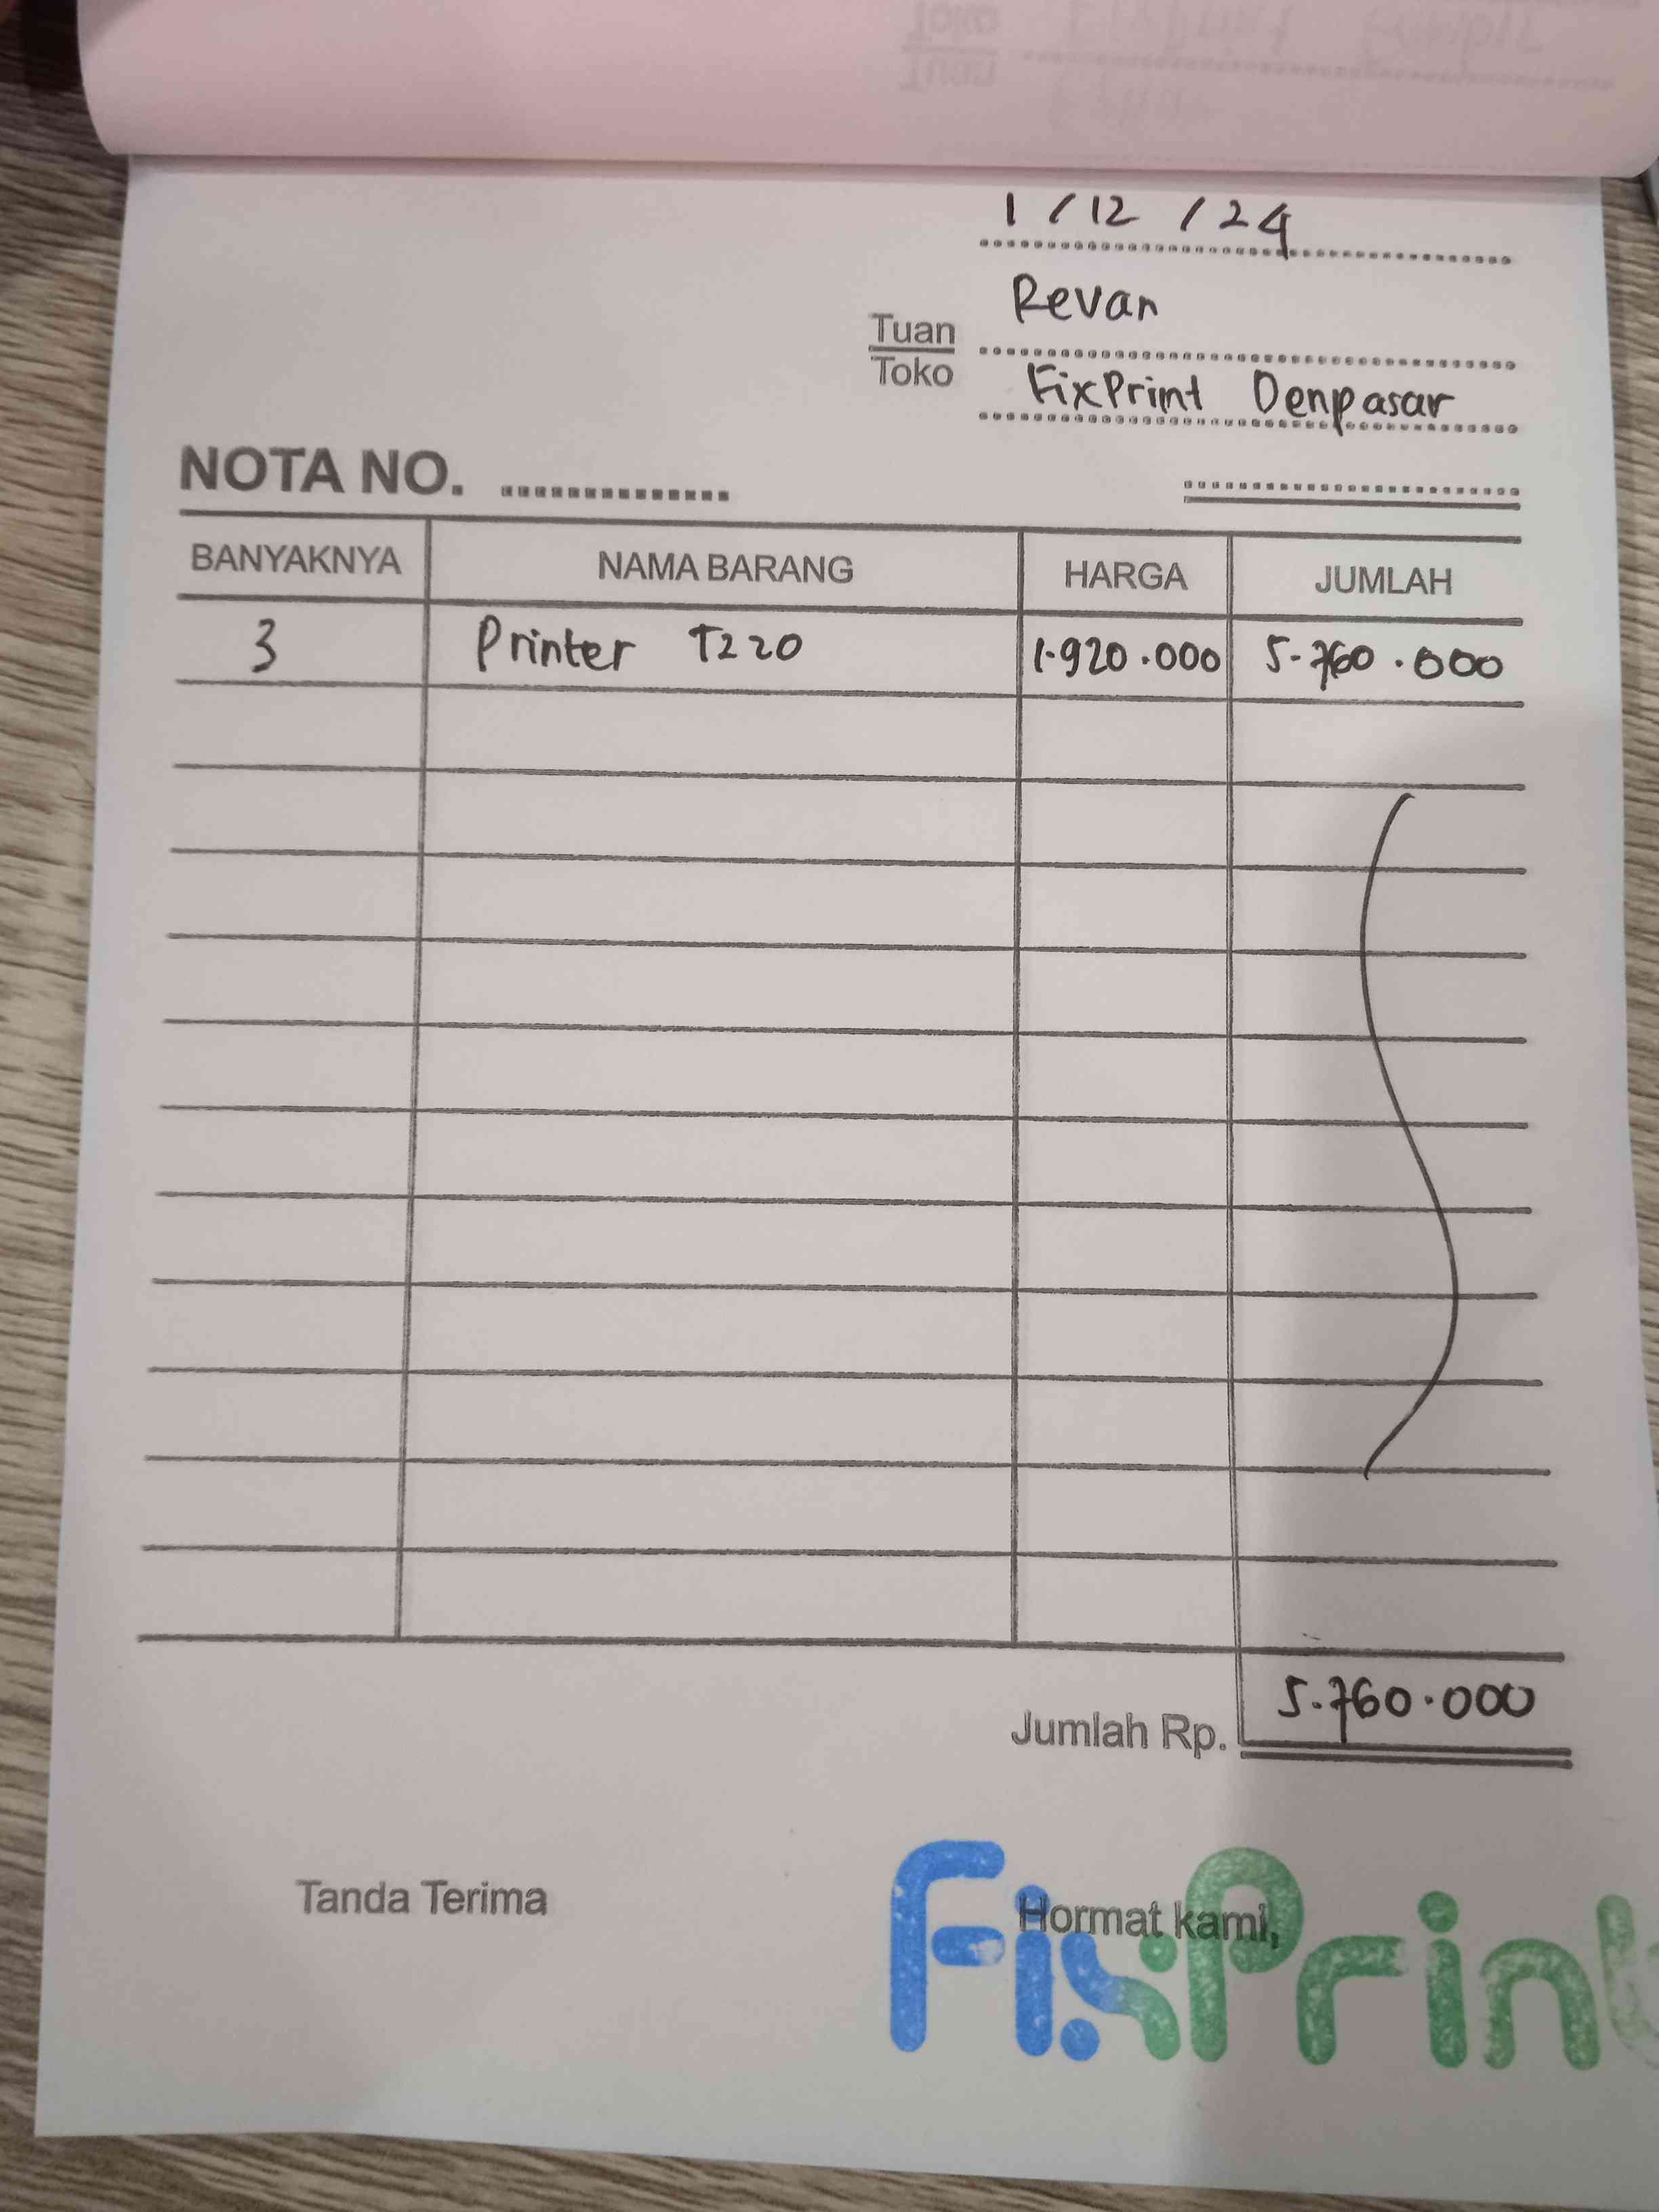 1 / 12 / 24
Revan
Tuan
Toko
FixPrint Denpasar
NOTA NO.
BANYAKNYA NAMA BARANG HARGA JUMLAH
3 Printer T220 1.920.000 5.760.000
Jumlah Rp. 5.760.000
Tanda Terima Hormat kami,
FixPrint